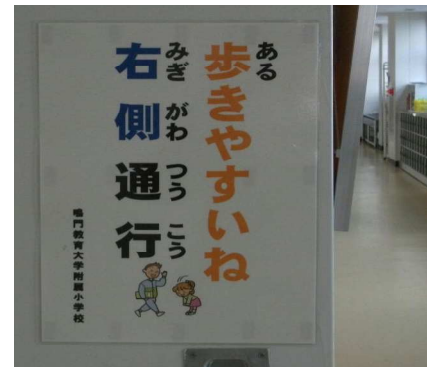 歩きやすいね
ある
右側通行
みぎがわつうこう
鳴門教育大学附属小学校